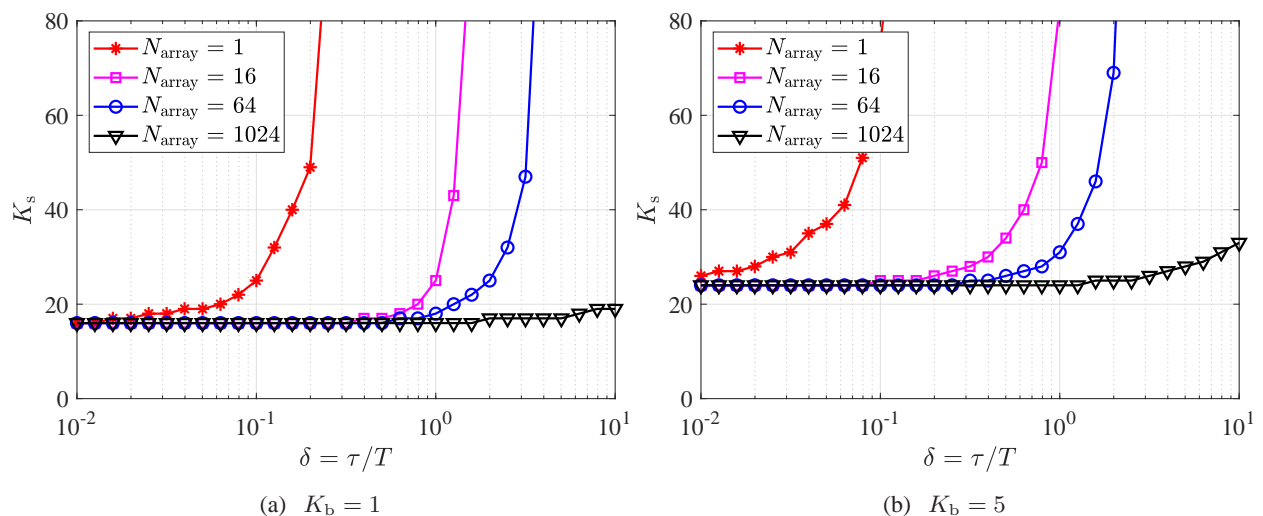 80
60
40
20
0
K_s
N_array = 1
N_array = 16
N_array = 64
N_array = 1024
10^-2
10^-1
10^0
10^1
δ = τ/T
(a) K_b = 1
80
60
40
20
0
K_s
N_array = 1
N_array = 16
N_array = 64
N_array = 1024
10^-2
10^-1
10^0
10^1
δ = τ/T
(b) K_b = 5